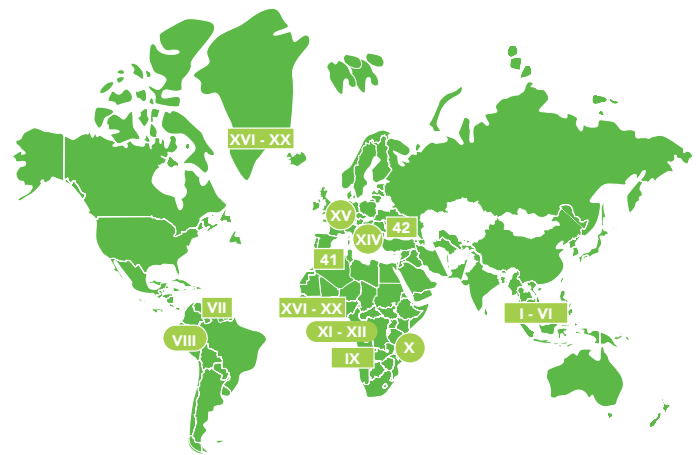 XVI - XX
XV
42
XIV
41
VII
XVI - XX
I - VI
XI - XII
VIII
X
IX